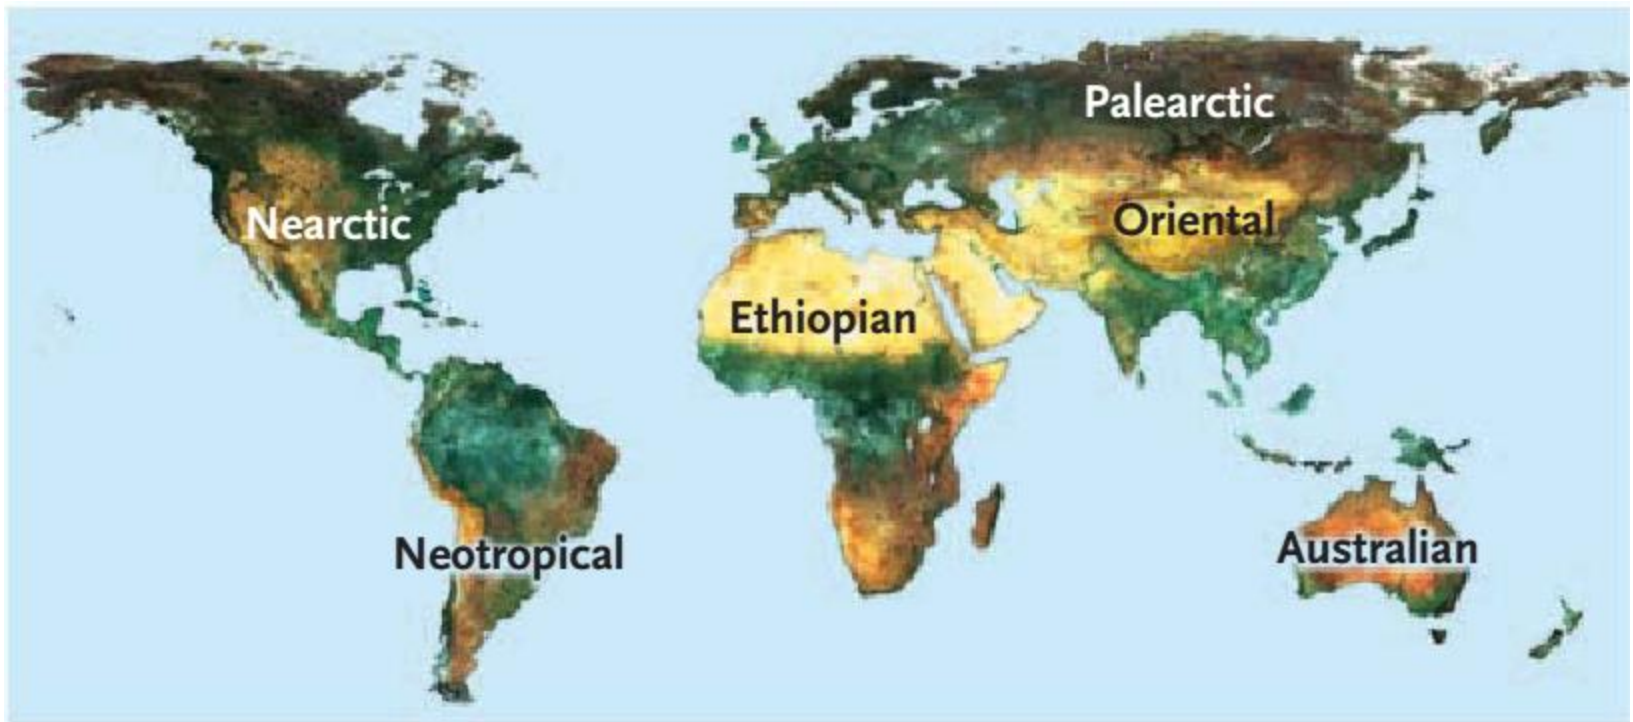 Palearctic
Nearctic
Oriental
Ethiopian
Neotropical
Australian